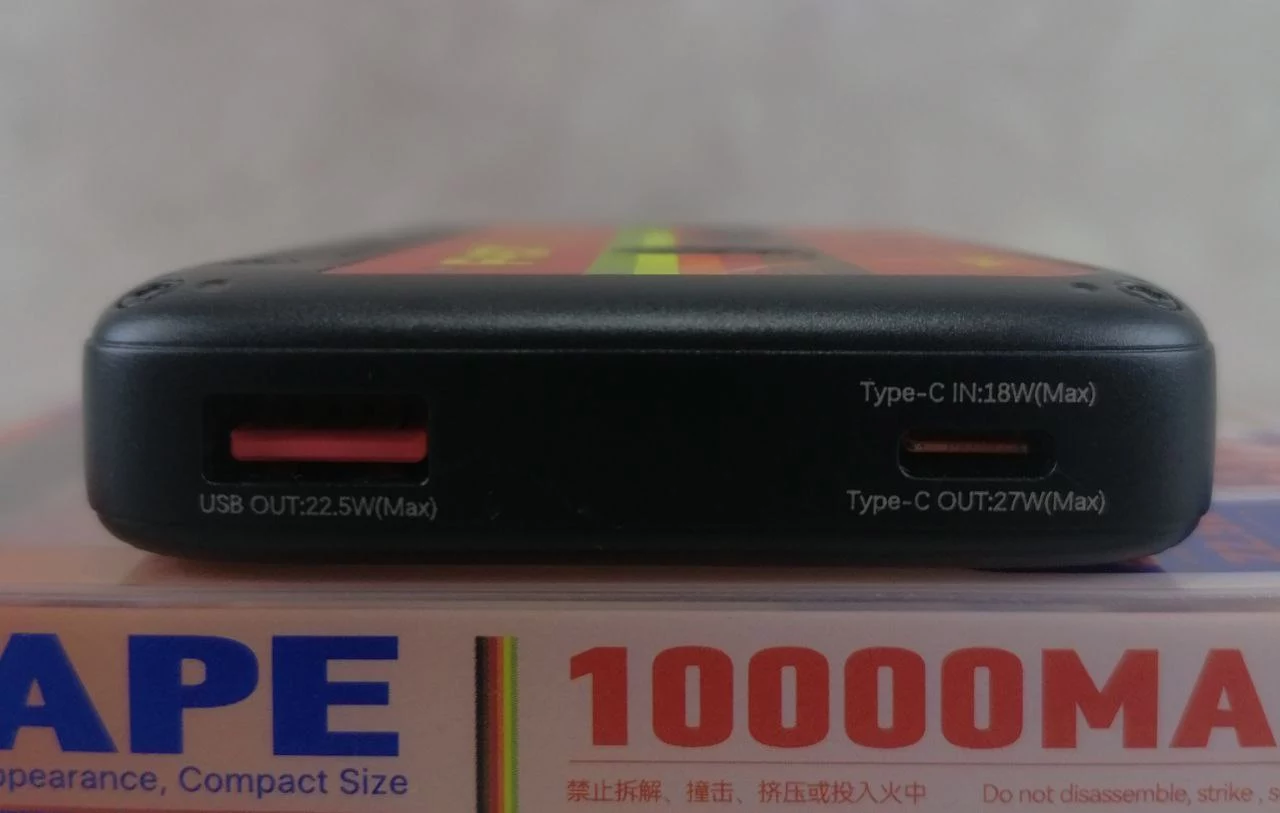 Type-C IN:18W(Max)
USB OUT:22.5W(Max)
Type-C OUT:27W(Max)
APE
10000MA
ppearance, Compact Size
禁止拆解、撞击、挤压或投入火中
Do not disassemble, strike , s